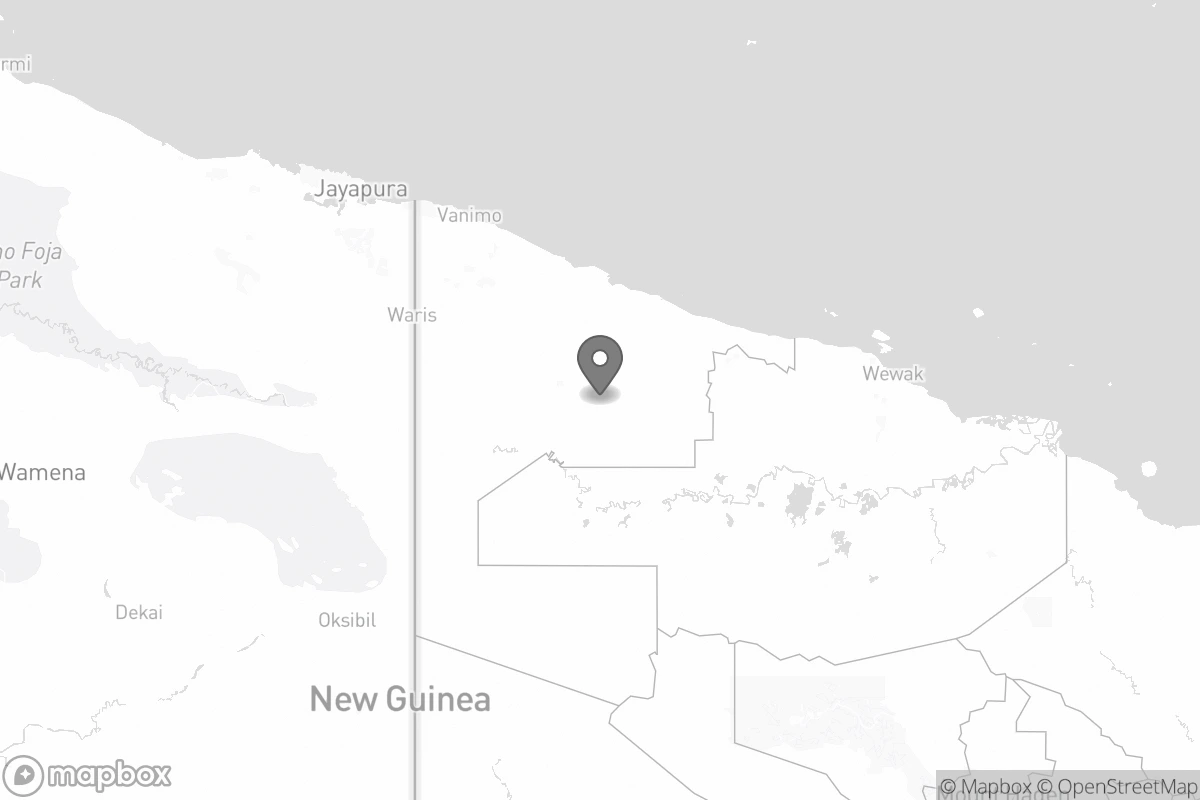 rmi
Jayapura
Vanimo
no Foja
Park
Waris
Wewak
Wamena
Dekai
Oksibil
New Guinea
mapbox
© Mapbox © OpenStreetMap